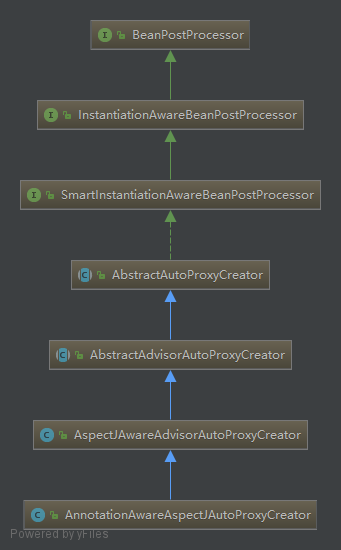 BeanPostProcessor
InstantiationAwareBeanPostProcessor
SmartInstantiationAwareBeanPostProcessor
AbstractAutoProxyCreator
AbstractAdvisorAutoProxyCreator
AspectJAwareAdvisorAutoProxyCreator
AnnotationAwareAspectJAutoProxyCreator
Powered by yFiles